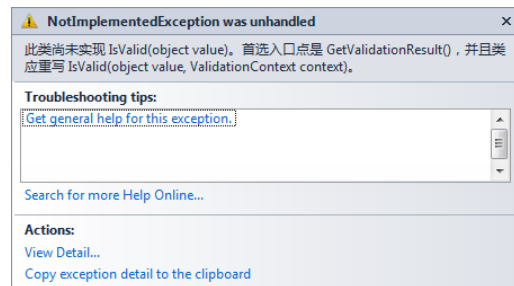 NotImplementedException was unhandled
此类尚未实现 IsValid(object value)。首选入口点是 GetValidationResult()，并且类
应重写 IsValid(object value, ValidationContext context)。
Troubleshooting tips:
Get general help for this exception.
Search for more Help Online...
Actions:
View Detail...
Copy exception detail to the clipboard